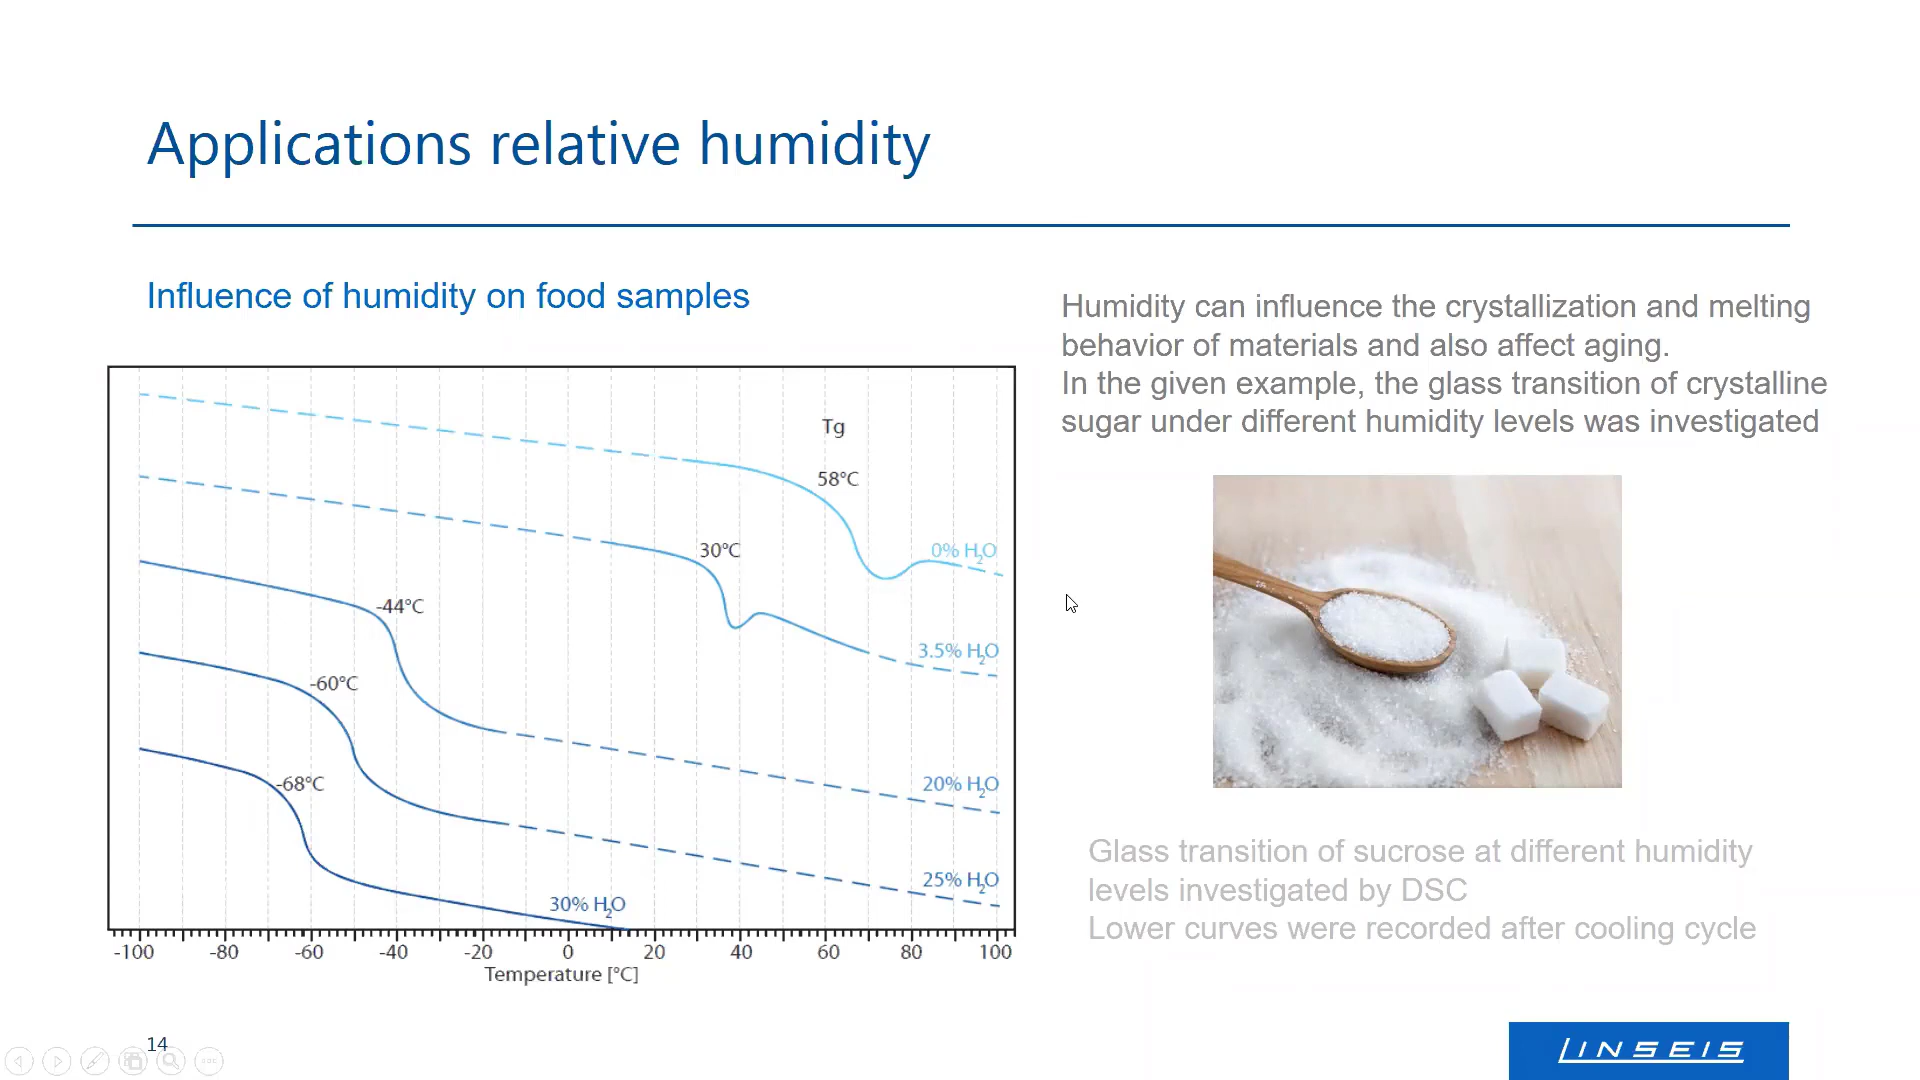 Applications relative humidity
Influence of humidity on food samples
Humidity can influence the crystallization and melting
behavior of materials and also affect aging.
In the given example, the glass transition of crystalline
sugar under different humidity levels was investigated
Tg
58°C
30°C
0% H2O
-44°C
3.5% H2O
-60°C
-68°C
20% H2O
25% H2O
30% H2O
-100 -80 -60 -40 -20 0 20 40 60 80 100
Temperature [°C]
Glass transition of sucrose at different humidity
levels investigated by DSC
Lower curves were recorded after cooling cycle
14
LINSEIS